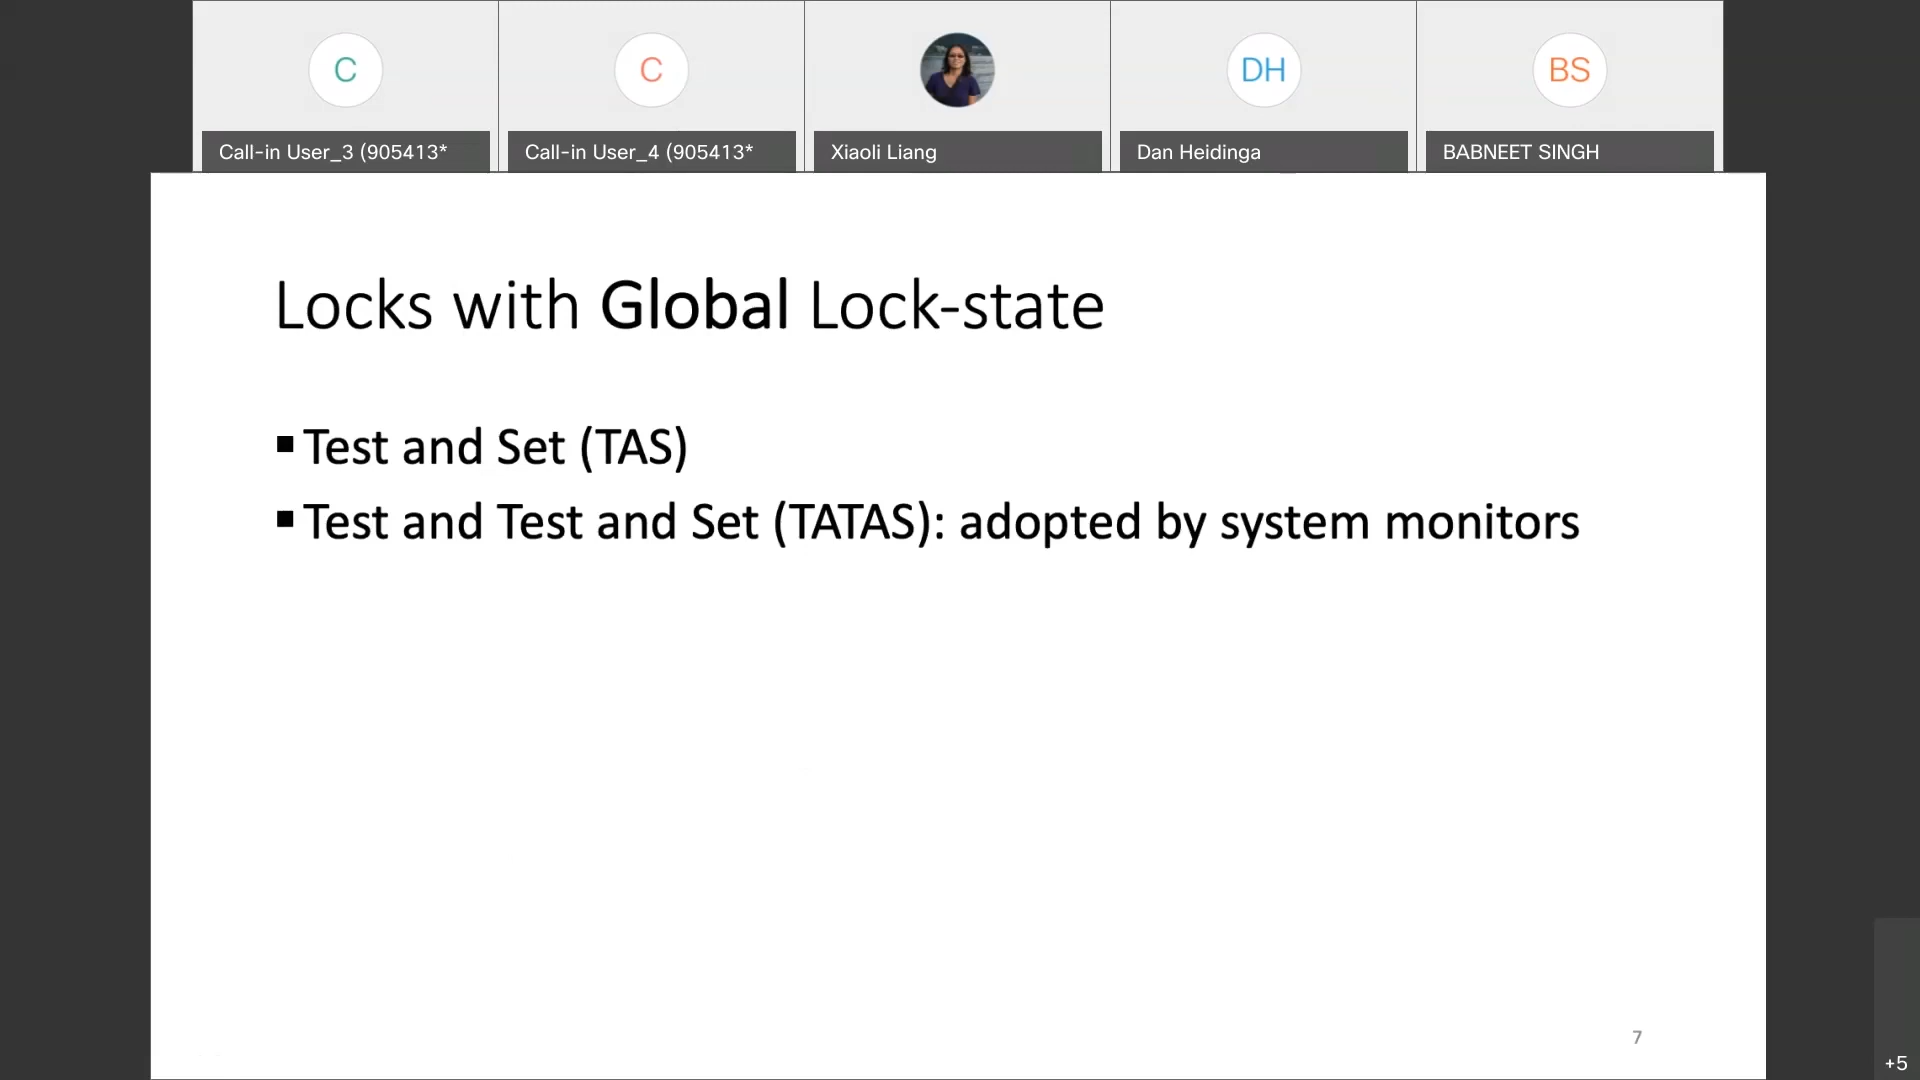 C
C
DH
BS
Call-in User_3 (905413*
Call-in User_4 (905413*
Xiaoli Liang
Dan Heidinga
BABNEET SINGH
Locks with Global Lock-state
▪ Test and Set (TAS)
▪ Test and Test and Set (TATAS): adopted by system monitors
7
+5